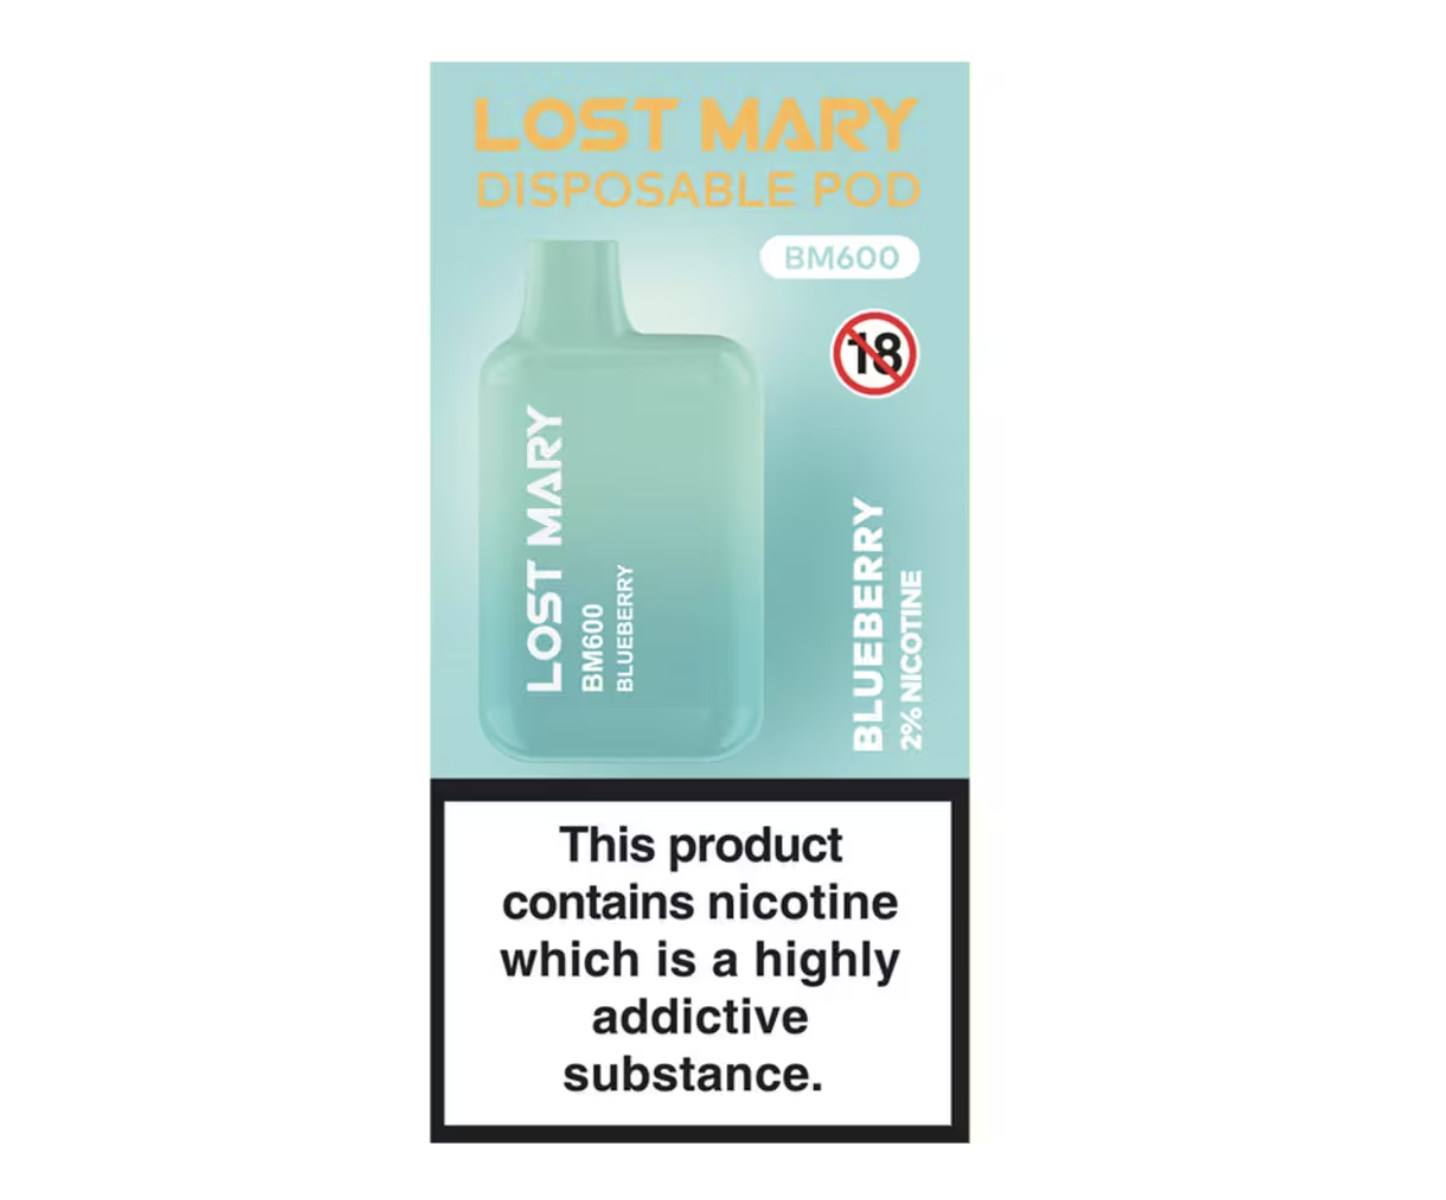 LOST MARY
DISPOSABLE POD
BM600
18
LOST MARY
BM600
BLUEBERRY
BLUEBERRY
2% NICOTINE
This product
contains nicotine
which is a highly
addictive
substance.